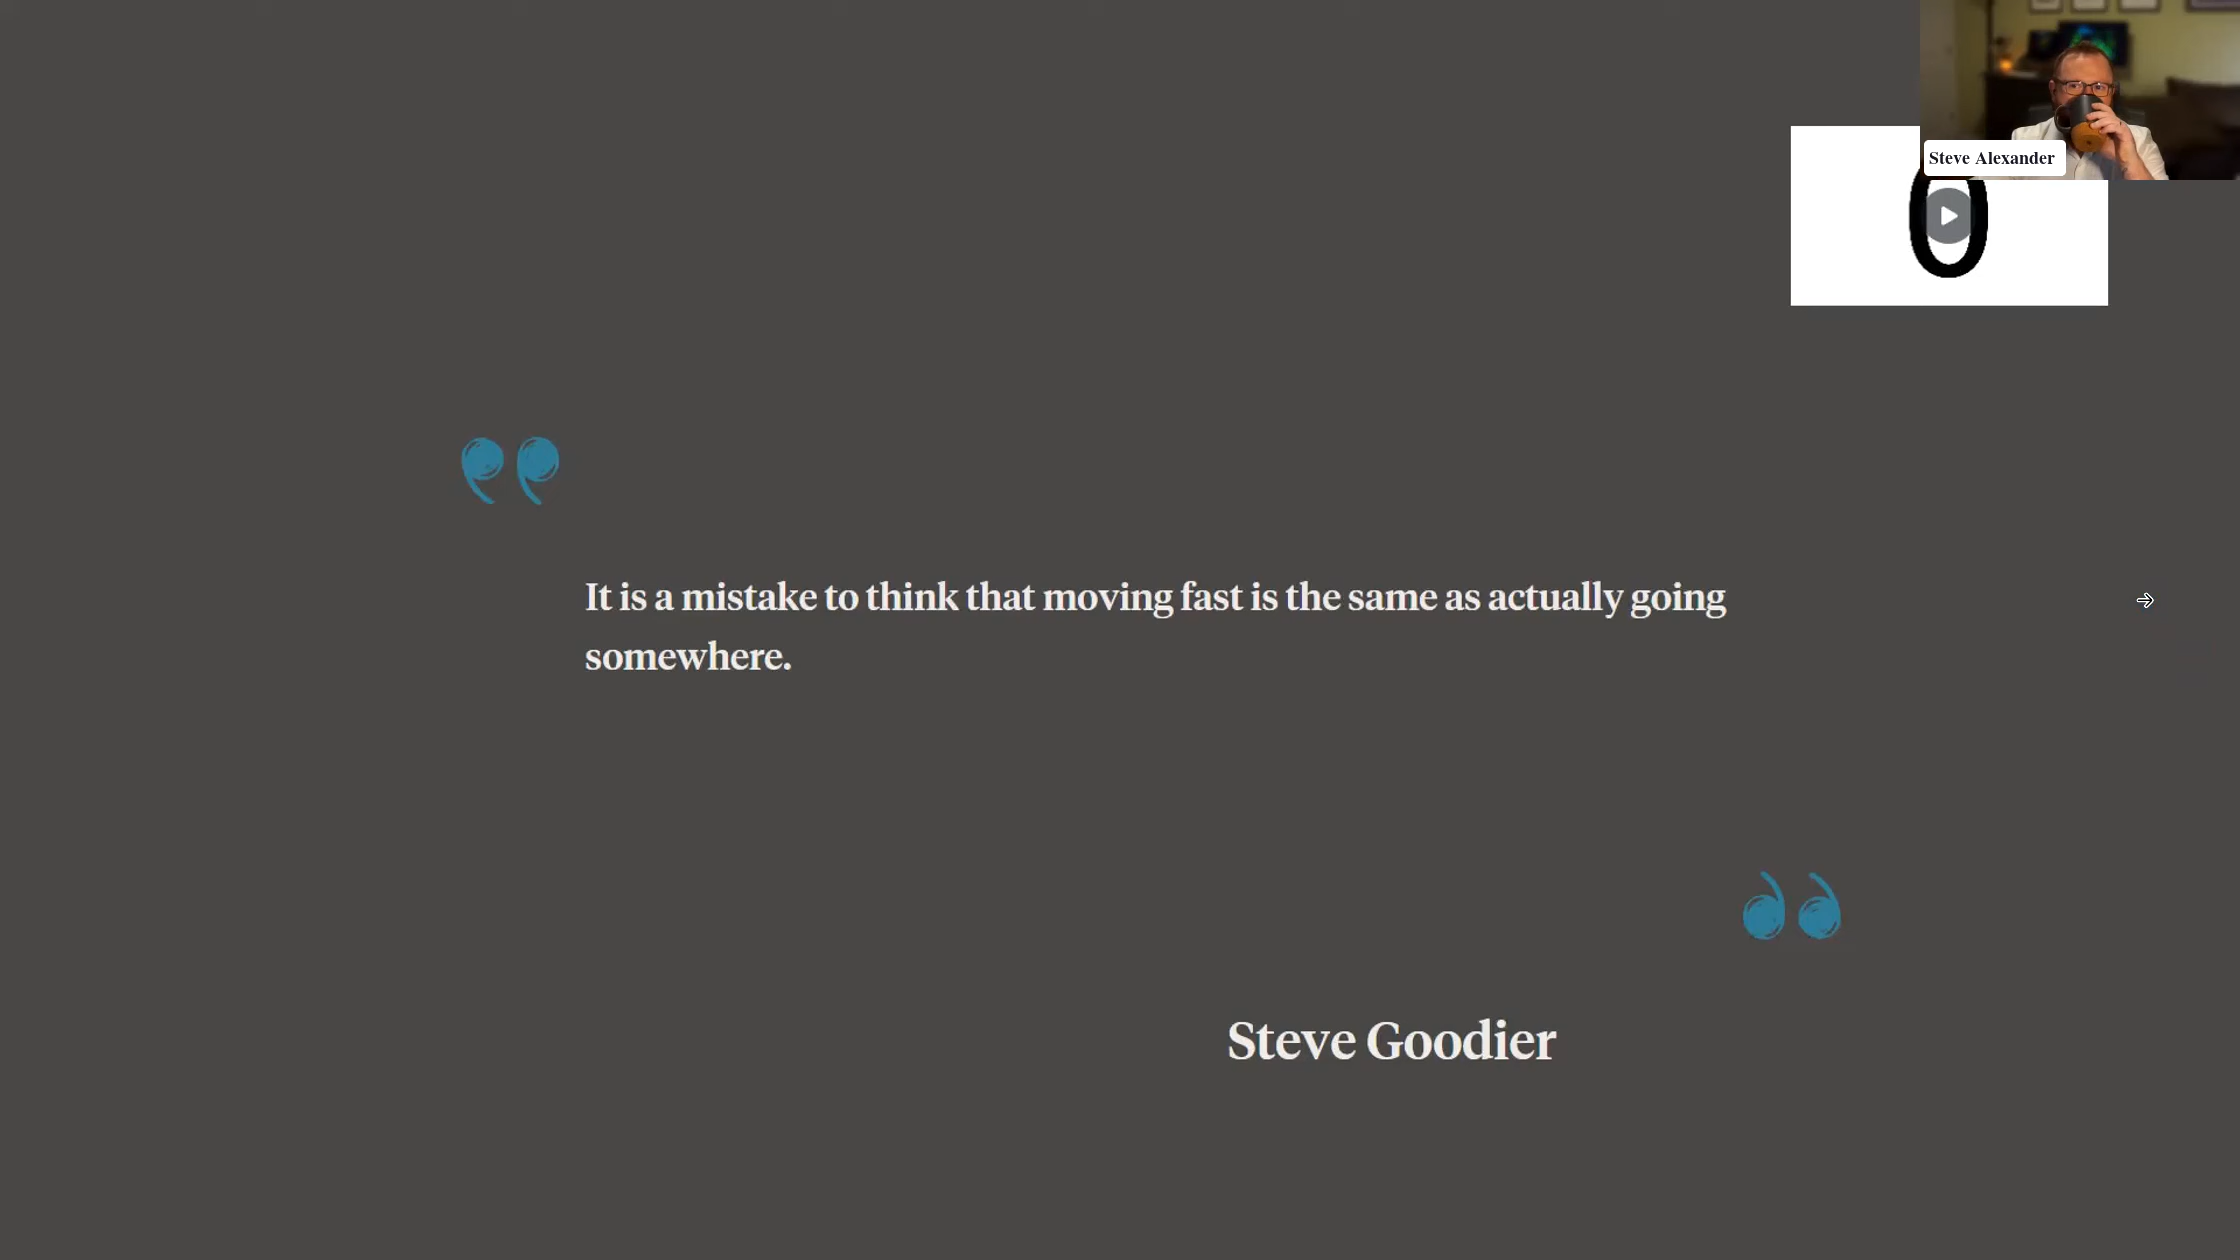 Steve Alexander
0
It is a mistake to think that moving fast is the same as actually going
somewhere.
Steve Goodier